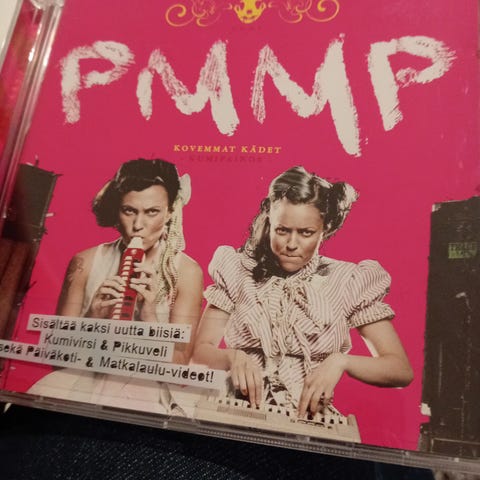 PMMP
KOVEMMAT KÄDET
- KUMIPAINOS -
Sisältää kaksi uutta biisiä:
Kumivirsi & Pikkuveli
sekä Päiväkoti- & Matkalaulu-videot!